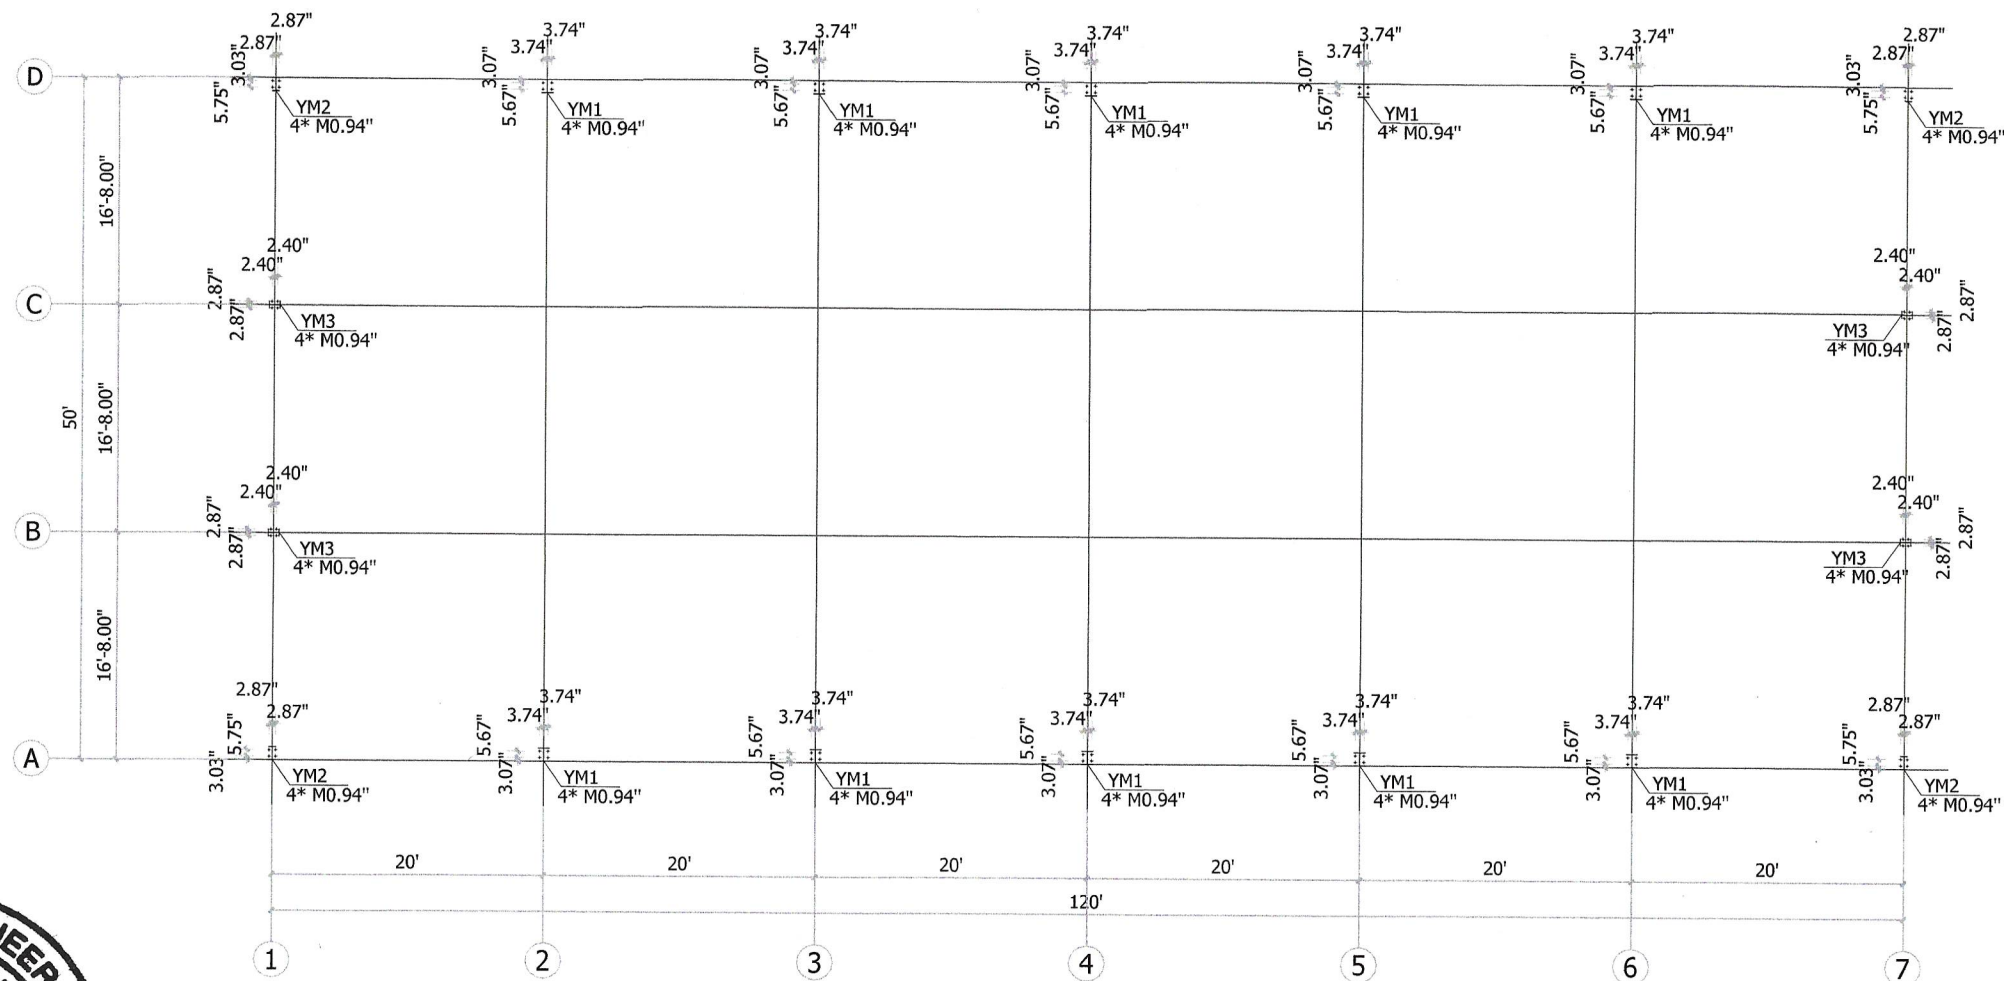 2.87"
2.87"
3.03"
5.75"
YM2
4* M0.94"
3.74"
3.74"
3.07"
5.67"
YM1
4* M0.94"
3.74"
3.74"
3.07"
5.67"
YM1
4* M0.94"
3.74"
3.74"
3.07"
5.67"
YM1
4* M0.94"
3.74"
3.74"
3.07"
5.67"
YM1
4* M0.94"
3.74"
3.74"
3.07"
5.67"
YM1
4* M0.94"
2.87"
2.87"
3.03"
5.75"
YM2
4* M0.94"
D
16'-8.00"
2.40"
2.40"
2.87"
2.87"
YM3
4* M0.94"
2.40"
2.40"
2.87"
2.87"
YM3
4* M0.94"
C
50'
16'-8.00"
2.40"
2.40"
2.87"
2.87"
YM3
4* M0.94"
2.40"
2.40"
2.87"
2.87"
YM3
4* M0.94"
B
16'-8.00"
2.87"
2.87"
5.75"
3.03"
YM2
4* M0.94"
3.74"
3.74"
5.67"
3.07"
YM1
4* M0.94"
3.74"
3.74"
5.67"
3.07"
YM1
4* M0.94"
3.74"
3.74"
5.67"
3.07"
YM1
4* M0.94"
3.74"
3.74"
5.67"
3.07"
YM1
4* M0.94"
3.74"
3.74"
5.67"
3.07"
YM1
4* M0.94"
2.87"
2.87"
5.75"
3.03"
YM2
4* M0.94"
A
20'
20'
20'
20'
20'
20'
120'
1
2
3
4
5
6
7